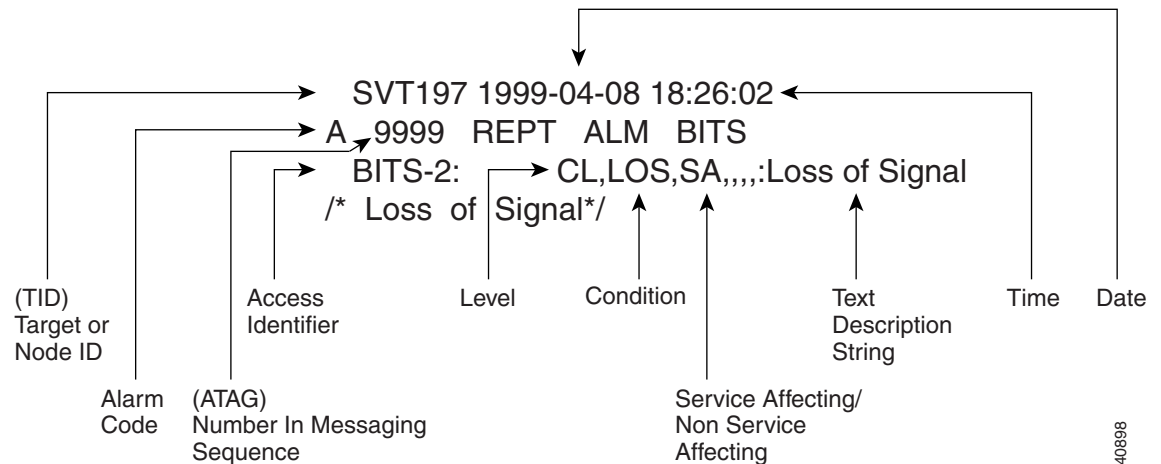 SVT197 1999-04-08 18:26:02
A 9999 REPT ALM BITS
BITS-2: CL,LOS,SA,,,,:Loss of Signal
/* Loss of Signal*/
(TID)
Target or
Node ID
Access
Identifier
Level
Condition
Text
Description
String
Time
Date
Alarm
Code
(ATAG)
Number In Messaging
Sequence
Service Affecting/
Non Service
Affecting
40898